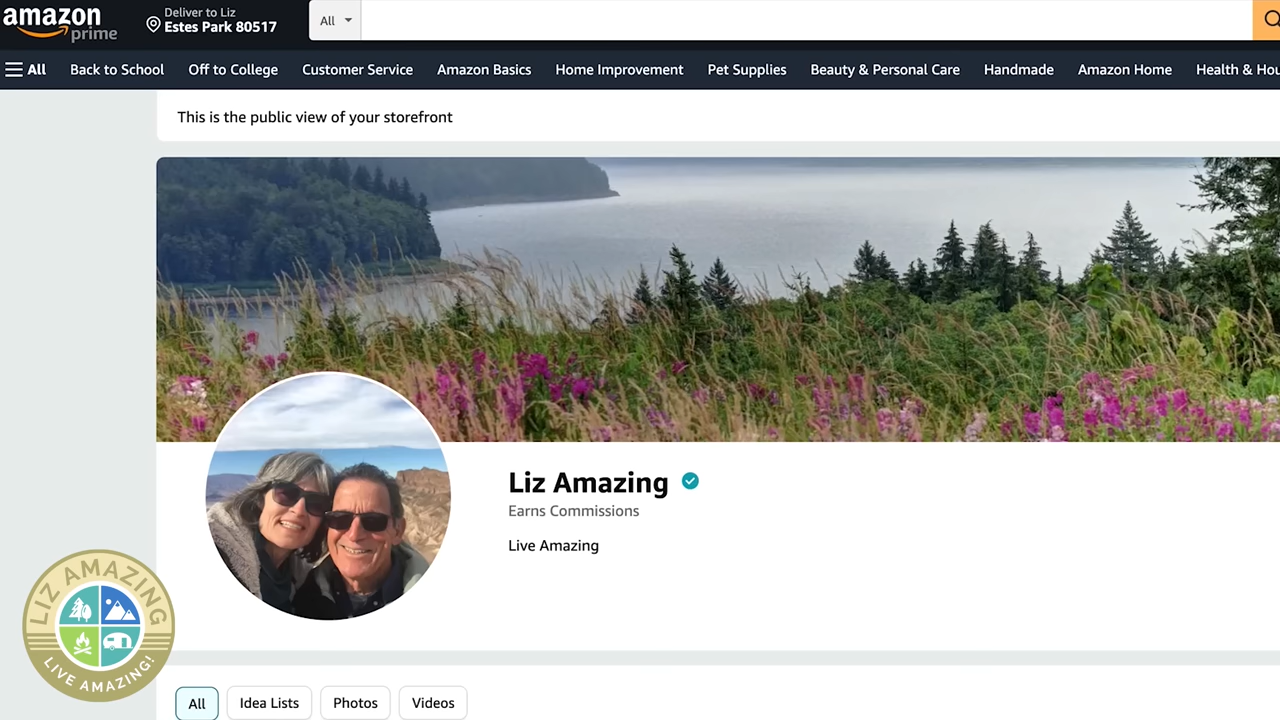 amazon
prime
Deliver to Liz
Estes Park 80517
All
All
Back to School
Off to College
Customer Service
Amazon Basics
Home Improvement
Pet Supplies
Beauty & Personal Care
Handmade
Amazon Home
Health & Hou
This is the public view of your storefront
Liz Amazing
Earns Commissions
Live Amazing
LIZ AMAZING
LIVE AMAZING!
All
Idea Lists
Photos
Videos